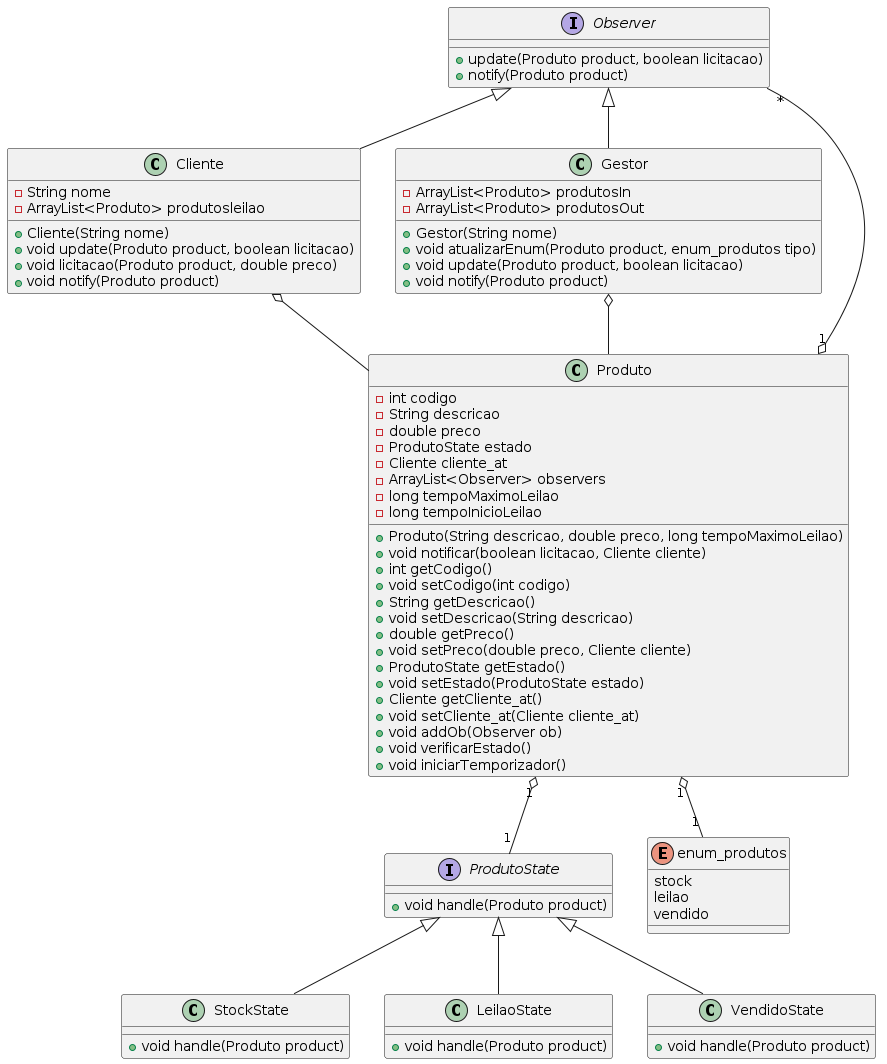 I Observer
update(Produto product, boolean licitacao)
notify(Produto product)
*
C Cliente
String nome
ArrayList<Produto> produtosleilao
Cliente(String nome)
void update(Produto product, boolean licitacao)
void licitacao(Produto product, double preco)
void notify(Produto product)
C Gestor
ArrayList<Produto> produtosIn
ArrayList<Produto> produtosOut
Gestor(String nome)
void atualizarEnum(Produto product, enum_produtos tipo)
void update(Produto product, boolean licitacao)
void notify(Produto product)
1
C Produto
int codigo
String descricao
double preco
ProdutoState estado
Cliente cliente_at
ArrayList<Observer> observers
long tempoMaximoLeilao
long tempoInicioLeilao
Produto(String descricao, double preco, long tempoMaximoLeilao)
void notificar(boolean licitacao, Cliente cliente)
int getCodigo()
void setCodigo(int codigo)
String getDescricao()
void setDescricao(String descricao)
double getPreco()
void setPreco(double preco, Cliente cliente)
ProdutoState getEstado()
void setEstado(ProdutoState estado)
Cliente getCliente_at()
void setCliente_at(Cliente cliente_at)
void addOb(Observer ob)
void verificarEstado()
void iniciarTemporizador()
1
1
1
1
I ProdutoState
void handle(Produto product)
E enum_produtos
stock
leilao
vendido
C StockState
void handle(Produto product)
C LeilaoState
void handle(Produto product)
C VendidoState
void handle(Produto product)